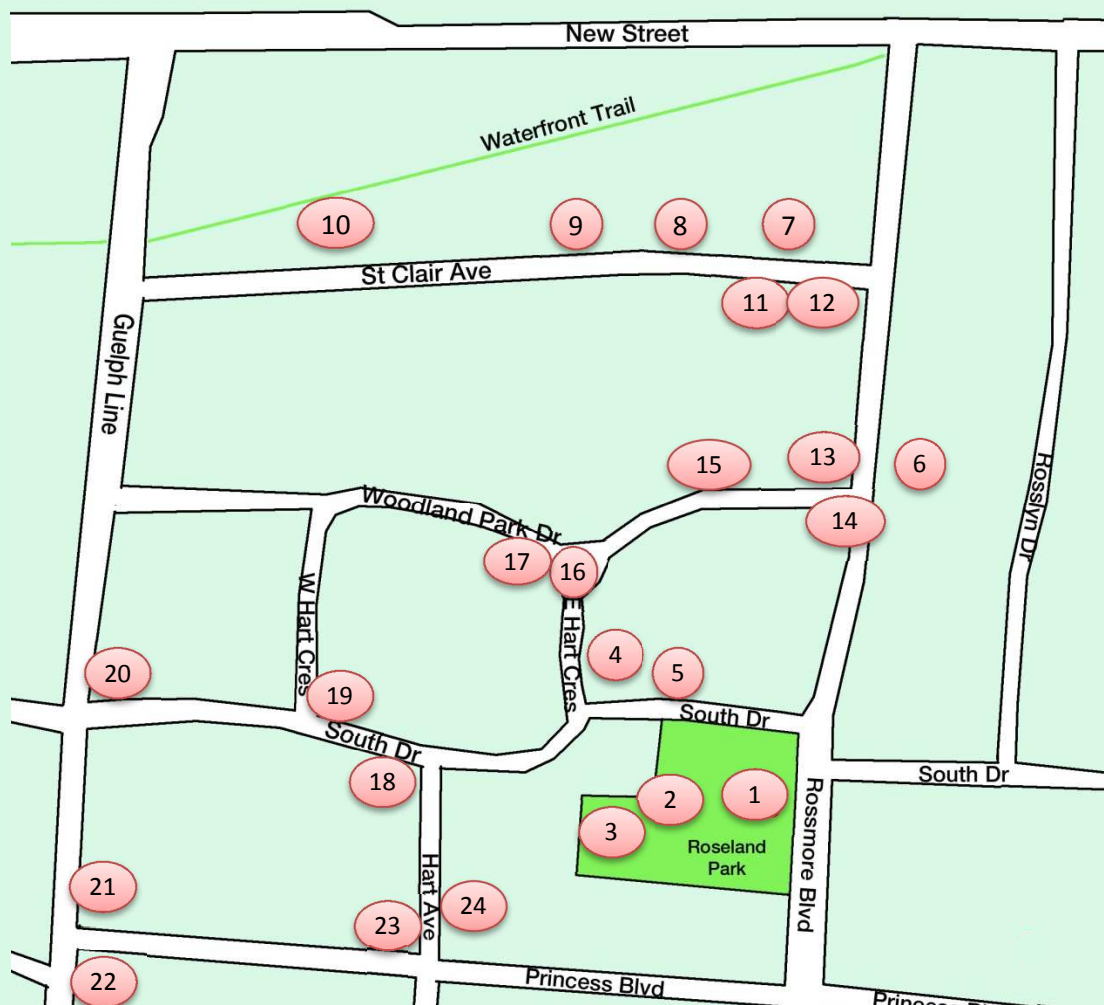 New Street
Waterfront Trail
10
9
8
7
St Clair Ave
11
12
Guelph Line
15
13
6
Rosslyn Dr
Woodland Park Dr
14
17
16
W Hart Cres
E Hart Cres
4
5
20
19
South Dr
South Dr
18
2
1
South Dr
3
Roseland
Park
Rossmore Blvd
21
Hart Ave
24
23
22
Princess Blvd
Princess